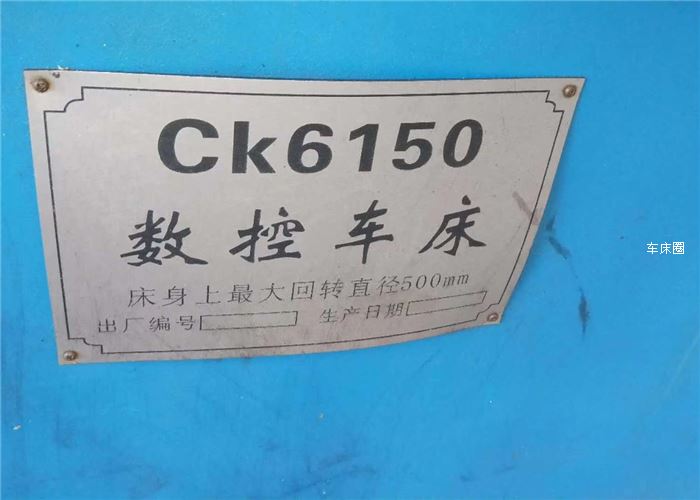 Ck6150
数控车床
床身上最大回转直径500mm
出厂编号 生产日期
车床圈